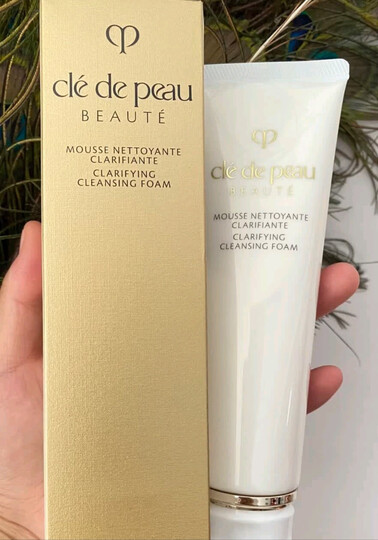 clé de peau
BEAUTÉ
MOUSSE NETTOYANTE
CLARIFIANTE
CLARIFYING
CLEANSING FOAM
clé de peau
BEAUTÉ
MOUSSE NETTOYANTE
CLARIFIANTE
CLARIFYING
CLEANSING FOAM